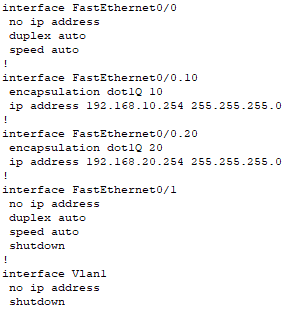 interface FastEthernet0/0
 no ip address
 duplex auto
 speed auto
!
interface FastEthernet0/0.10
 encapsulation dot1Q 10
 ip address 192.168.10.254 255.255.255.0
!
interface FastEthernet0/0.20
 encapsulation dot1Q 20
 ip address 192.168.20.254 255.255.255.0
!
interface FastEthernet0/1
 no ip address
 duplex auto
 speed auto
 shutdown
!
interface Vlan1
 no ip address
 shutdown